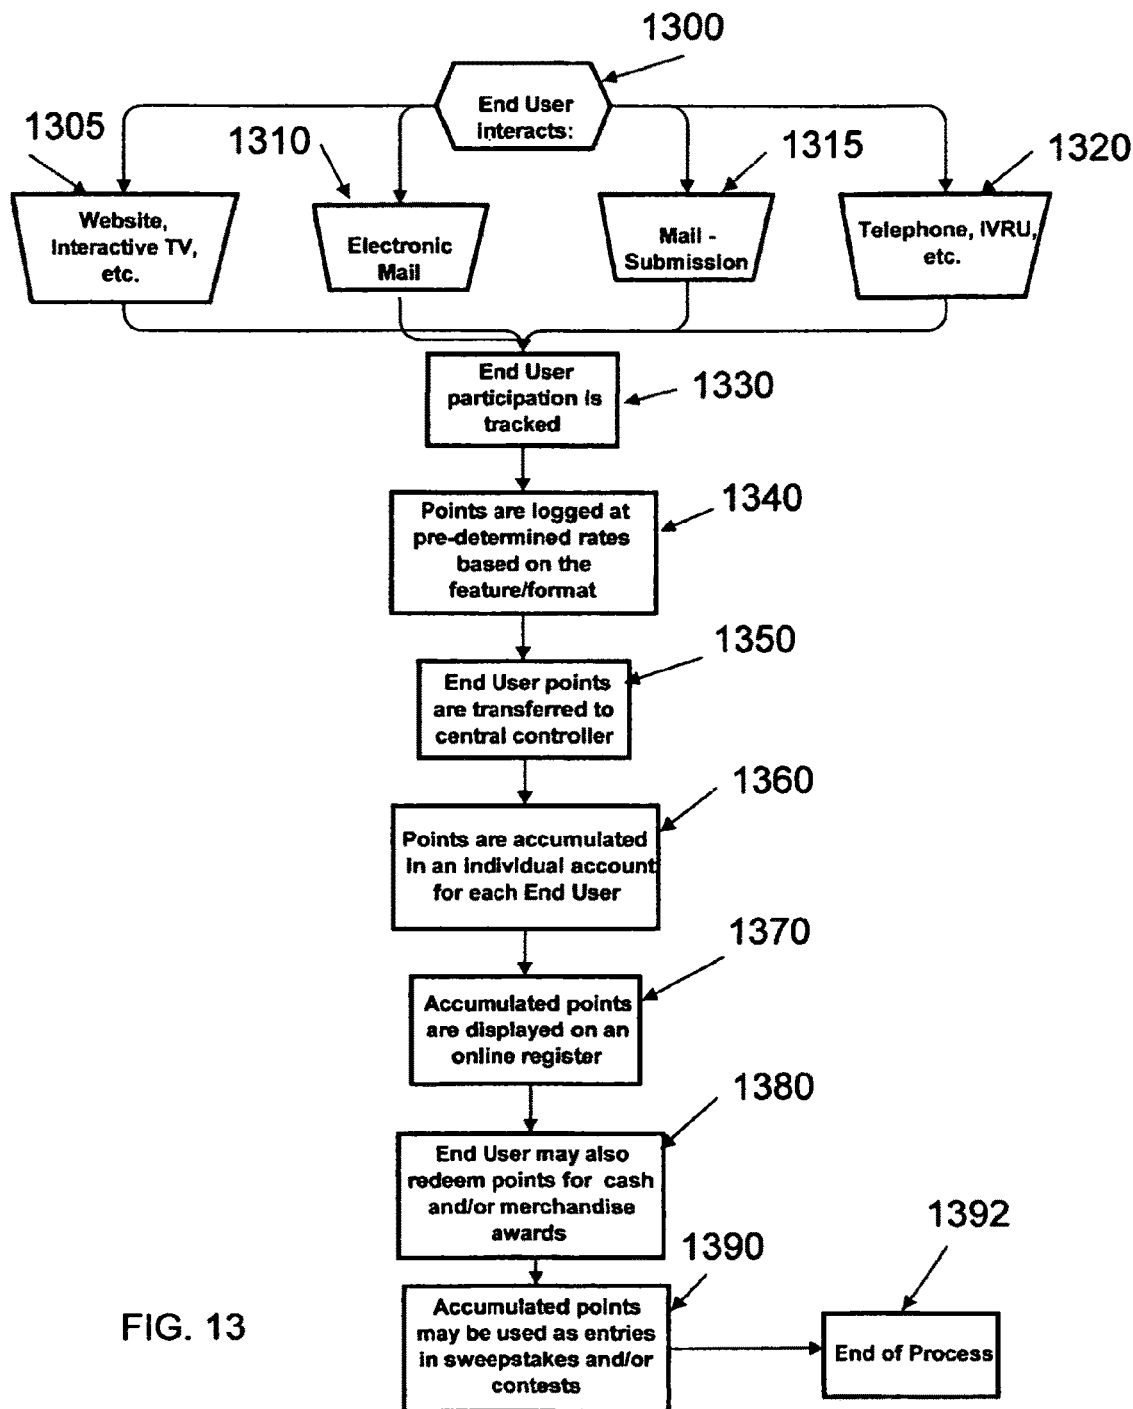 1300
End User
interacts:
1305
1310
1315
1320
Website,
Interactive TV,
etc.
Electronic
Mail
Mail -
Submission
Telephone, IVRU,
etc.
End User
participation is
tracked
1330
1340
Points are logged at
pre-determined rates
based on the
feature/format
1350
End User points
are transferred to
central controller
1360
Points are accumulated
in an individual account
for each End User
1370
Accumulated points
are displayed on an
online register
1380
End User may also
redeem points for cash
and/or merchandise
awards
1390
1392
Accumulated points
may be used as entries
in sweepstakes and/or
contests
End of Process
FIG. 13